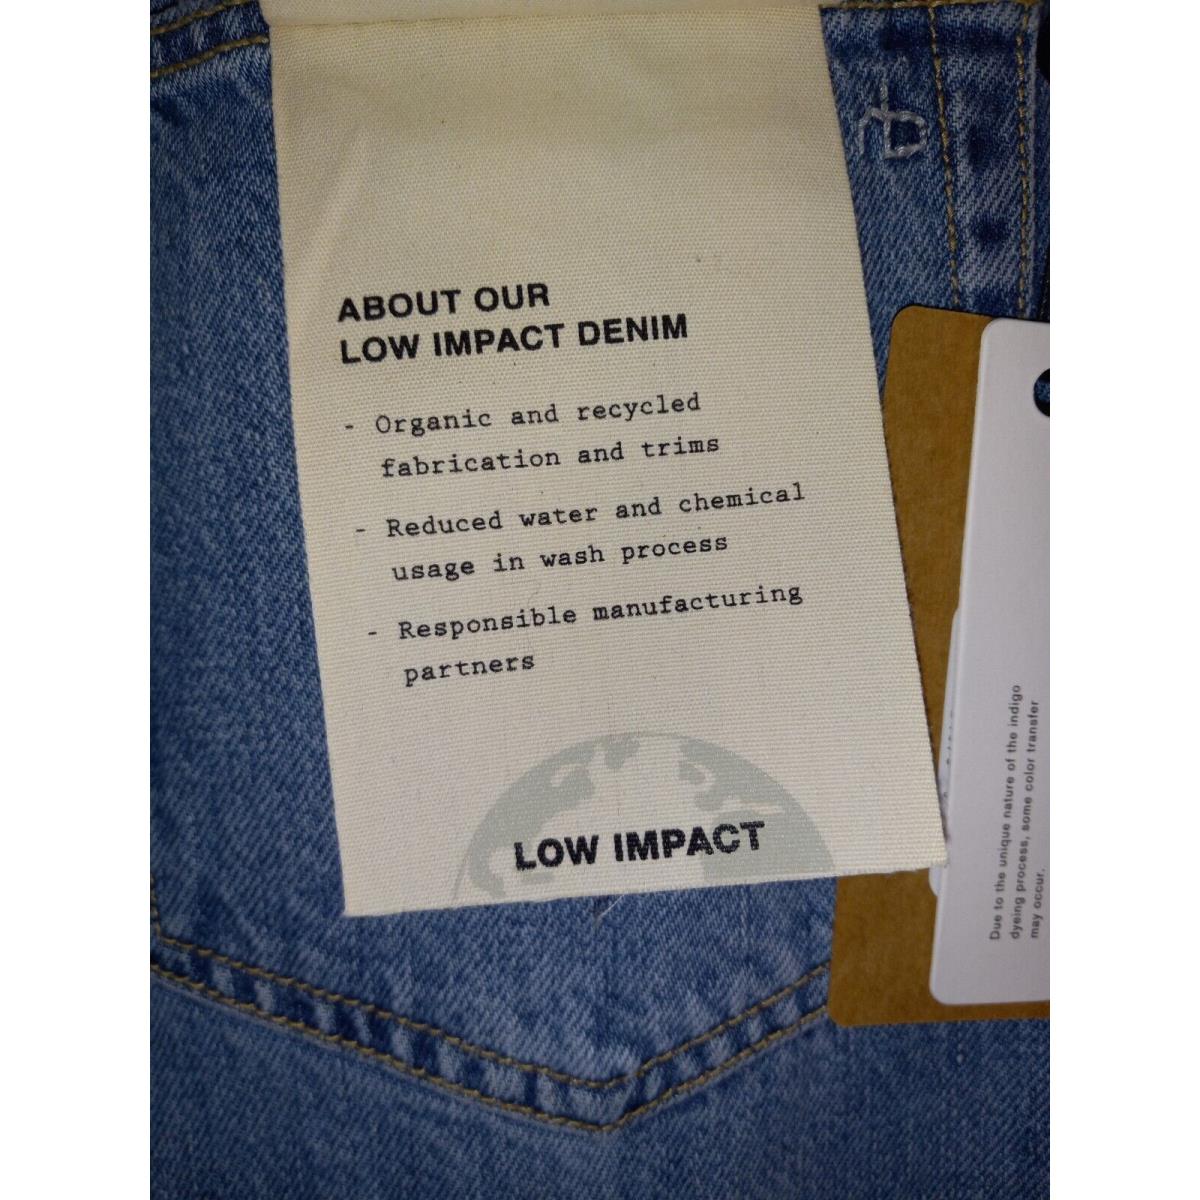 ABOUT OUR
LOW IMPACT DENIM
- Organic and recycled
fabrication and trims
- Reduced water and chemical
usage in wash process
- Responsible manufacturing
partners
LOW IMPACT
Due to the unique nature of the indigo
dyeing process, some color transfer
may occur.